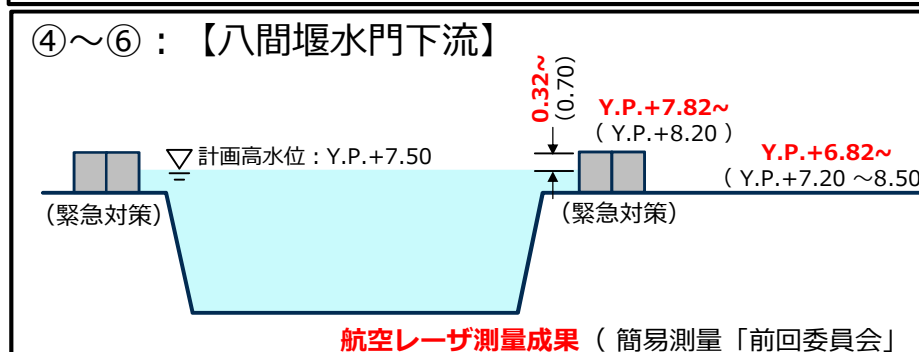 ④～⑥：【八間堰水門下流】
0.32~
(0.70)
Y.P.+7.82~
（ Y.P.+8.20 ）
計画高水位：Y.P.+7.50
Y.P.+6.82~
（ Y.P.+7.20 ～8.50
（緊急対策）
（緊急対策）
航空レーザ測量成果（ 簡易測量「前回委員会」